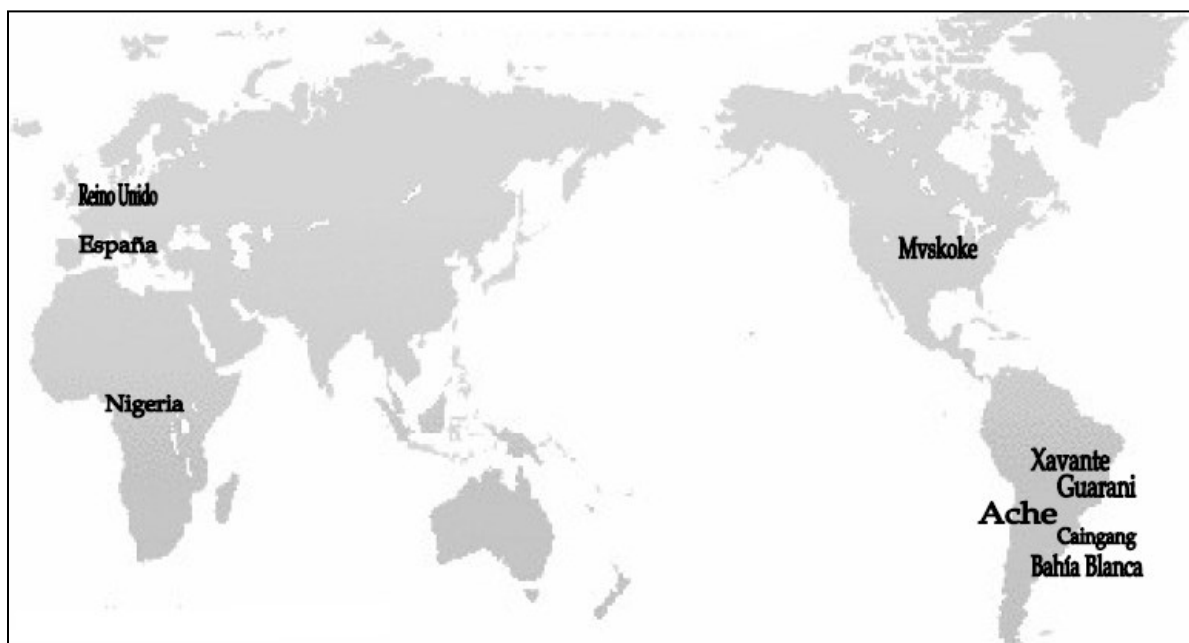 Reino Unido
España
Mvskoke
Nigeria
Xavante
Guarani
Ache
Caingang
Bahía Blanca